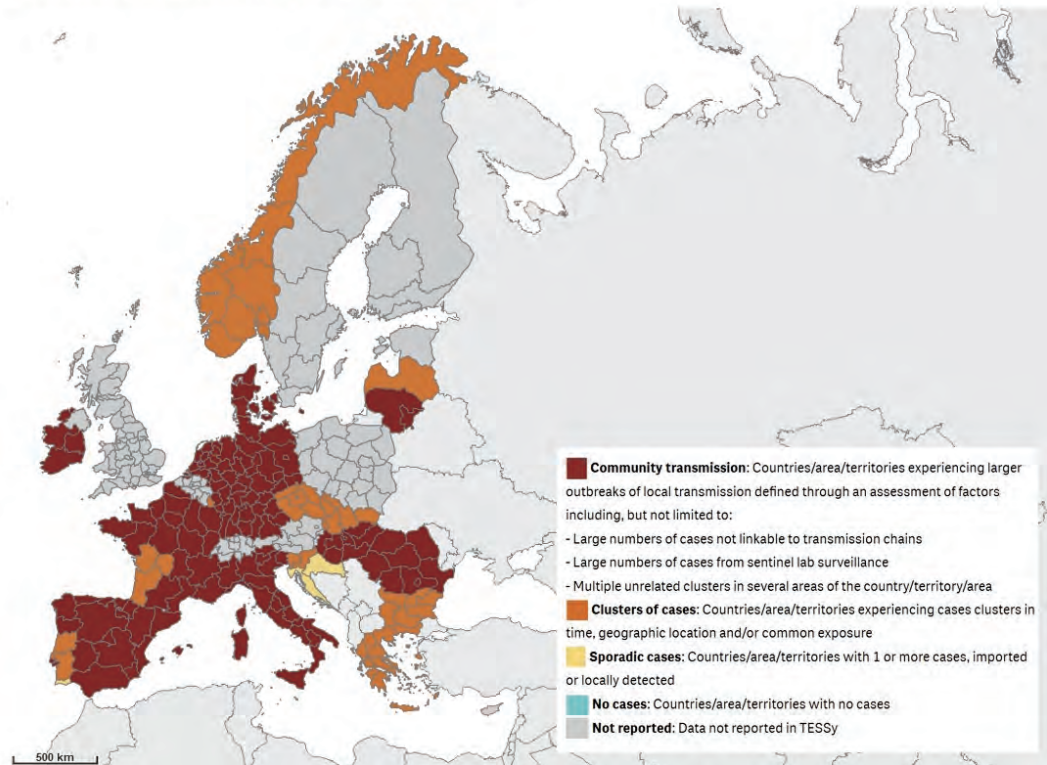 Community transmission: Countries/area/territories experiencing larger
outbreaks of local transmission defined through an assessment of factors
including, but not limited to:
- Large numbers of cases not linkable to transmission chains
- Large numbers of cases from sentinel lab surveillance
- Multiple unrelated clusters in several areas of the country/territory/area
Clusters of cases: Countries/area/territories experiencing cases clusters in
time, geographic location and/or common exposure
Sporadic cases: Countries/area/territories with 1 or more cases, imported
or locally detected
No cases: Countries/area/territories with no cases
Not reported: Data not reported in TESSy
500 km